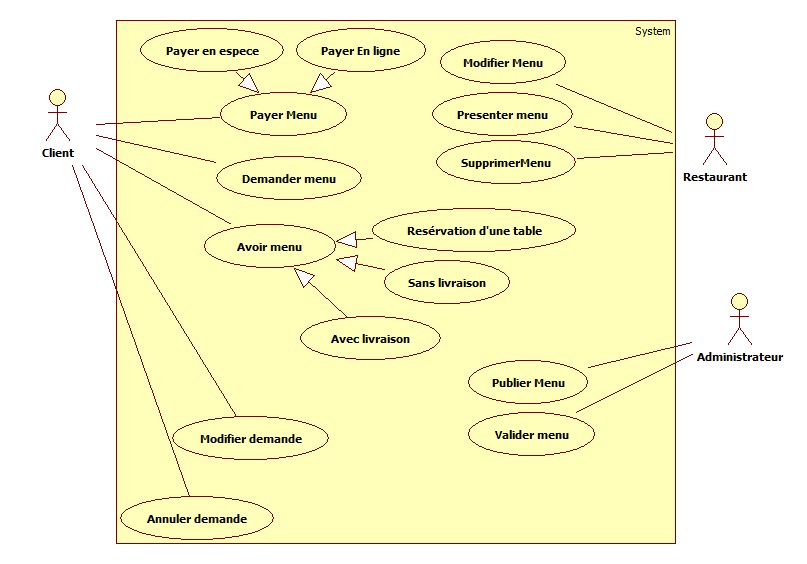 System
Payer en espece
Payer En ligne
Modifier Menu
Payer Menu
Presenter menu
Client
SupprimerMenu
Restaurant
Demander menu
Resérvation d'une table
Avoir menu
Sans livraison
Avec livraison
Administrateur
Publier Menu
Valider menu
Modifier demande
Annuler demande